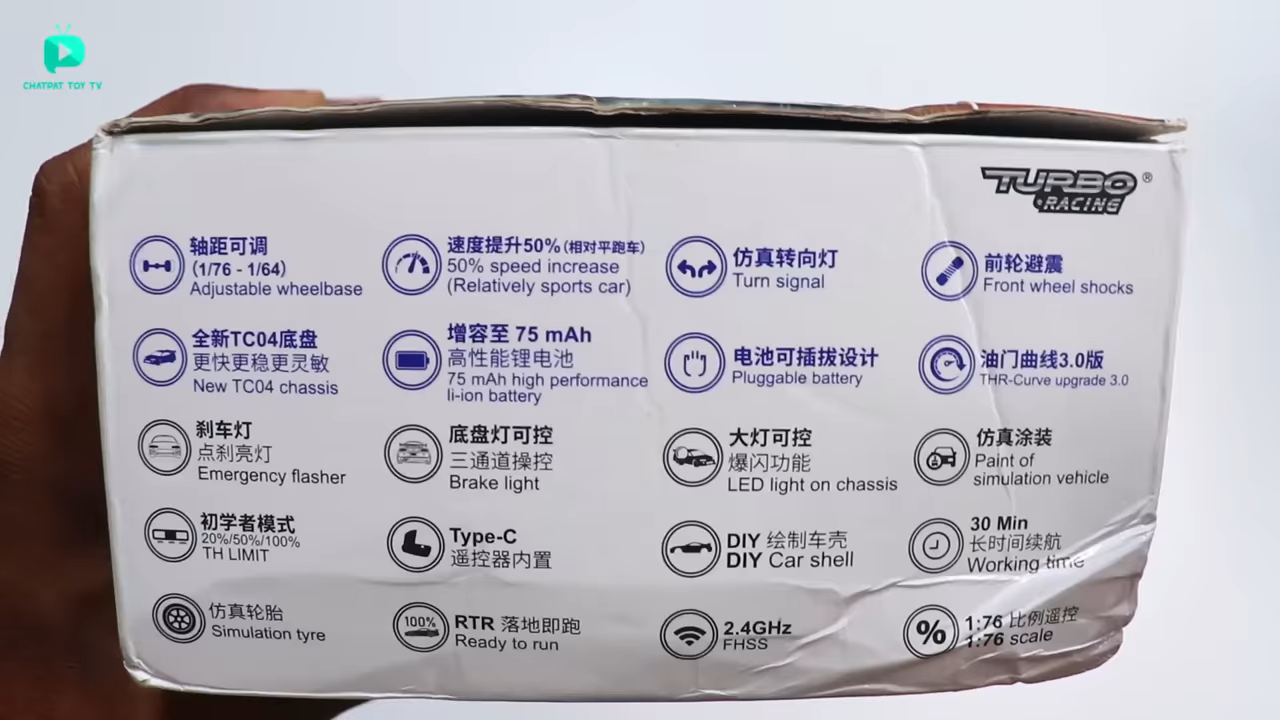 CHATPAT TOY TV
TURBO ®
RACING
轴距可调
(1/76 - 1/64)
Adjustable wheelbase
速度提升50% (相对平跑车)
50% speed increase
(Relatively sports car)
仿真转向灯
Turn signal
前轮避震
Front wheel shocks
全新TC04底盘
更快更稳更灵敏
New TC04 chassis
增容至 75 mAh
高性能锂电池
75 mAh high performance
li-ion battery
电池可插拔设计
Pluggable battery
油门曲线3.0版
THR-Curve upgrade 3.0
刹车灯
点刹亮灯
Emergency flasher
底盘灯可控
三通道操控
Brake light
大灯可控
爆闪功能
LED light on chassis
仿真涂装
Paint of
simulation vehicle
初学者模式
20%/50%/100%
TH LIMIT
Type-C
遥控器内置
DIY 绘制车壳
DIY Car shell
30 Min
长时间续航
Working time
仿真轮胎
Simulation tyre
100%
RTR 落地即跑
Ready to run
2.4GHz
FHSS
%
1:76 比例遥控
1:76 scale